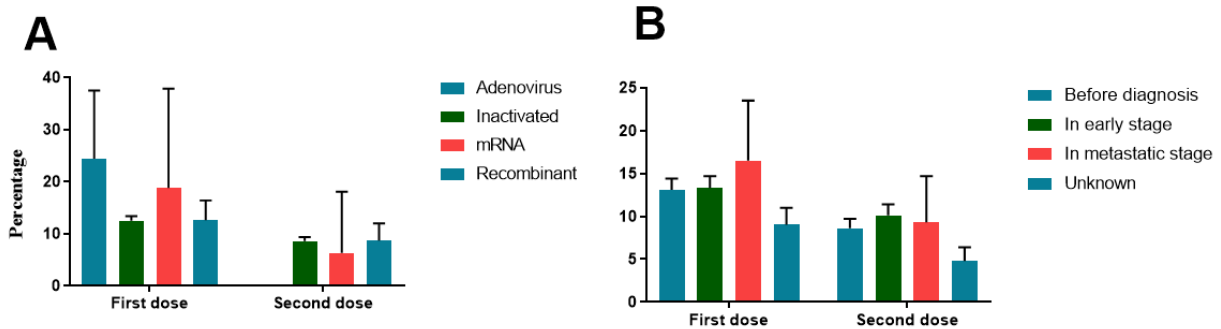 A
Percentage
40
30
20
10
0
First dose
Second dose
Adenovirus
Inactivated
mRNA
Recombinant
B
25
20
15
10
5
0
First dose
Second dose
Before diagnosis
In early stage
In metastatic stage
Unknown